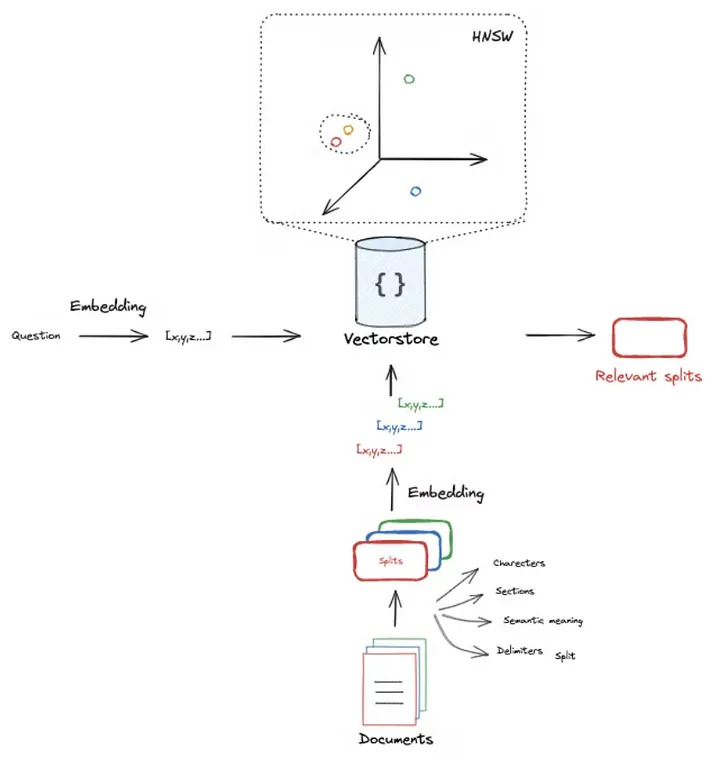 HNSW
{ }
Embedding
Question
[x,y,z...]
Vectorstore
Relevant splits
[x,y,z...]
[x,y,z...]
[x,y,z...]
Embedding
Splits
Charecters
Sections
Semantic meaning
Delimiters Split
Documents